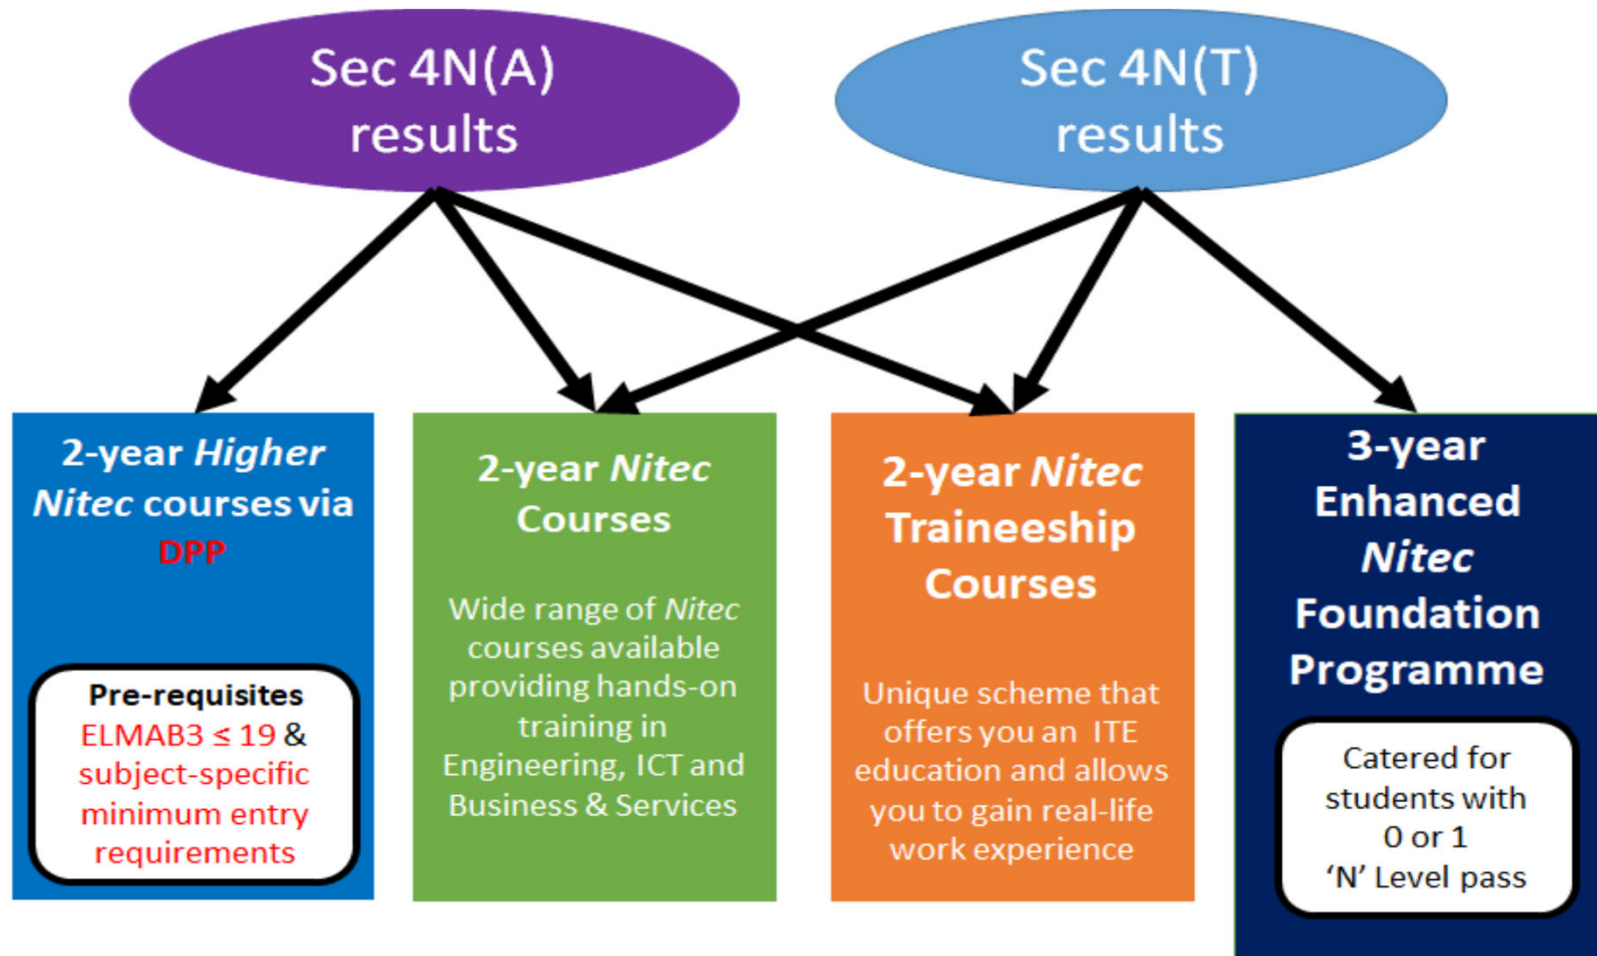 Sec 4N(A)
results
Sec 4N(T)
results
2-year Higher
Nitec courses via
DPP
Pre-requisites
ELMAB3 ≤ 19 &
subject-specific
minimum entry
requirements
2-year Nitec
Courses
Wide range of Nitec
courses available
providing hands-on
training in
Engineering, ICT and
Business & Services
2-year Nitec
Traineeship
Courses
Unique scheme that
offers you an ITE
education and allows
you to gain real-life
work experience
3-year
Enhanced
Nitec
Foundation
Programme
Catered for
students with
0 or 1
‘N’ Level pass